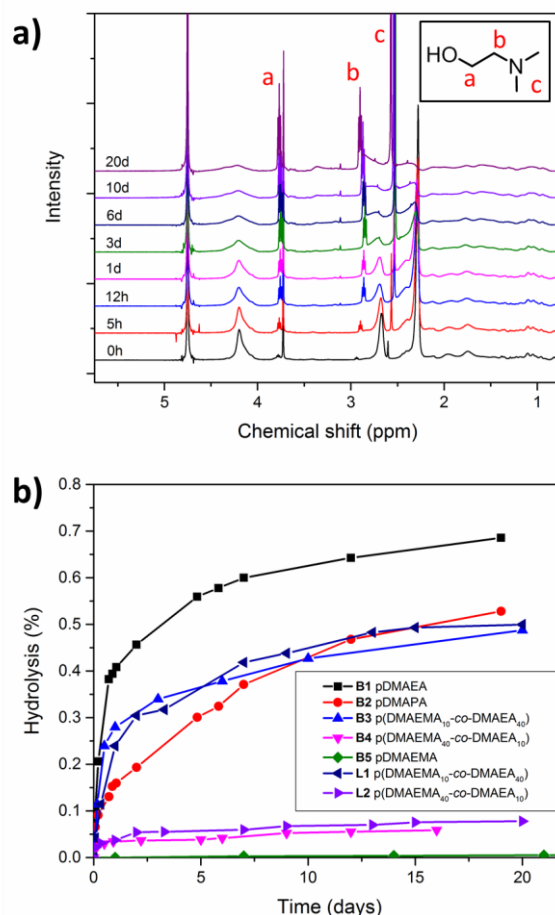 a)
c
a
b
HO
b
N
a
c
20d
10d
6d
3d
1d
12h
5h
0h
Intensity
5 4 3 2 1
Chemical shift (ppm)
b)
0.8
0.7
0.6
0.5
0.4
0.3
0.2
0.1
0.0
Hydrolysis (%)
B1 pDMAEA
B2 pDMAPA
B3 p(DMAEMA₁₀-co-DMAEA₄₀)
B4 p(DMAEMA₄₀-co-DMAEA₁₀)
B5 pDMAEMA
L1 p(DMAEMA₁₀-co-DMAEA₄₀)
L2 p(DMAEMA₄₀-co-DMAEA₁₀)
0 5 10 15 20
Time (days)